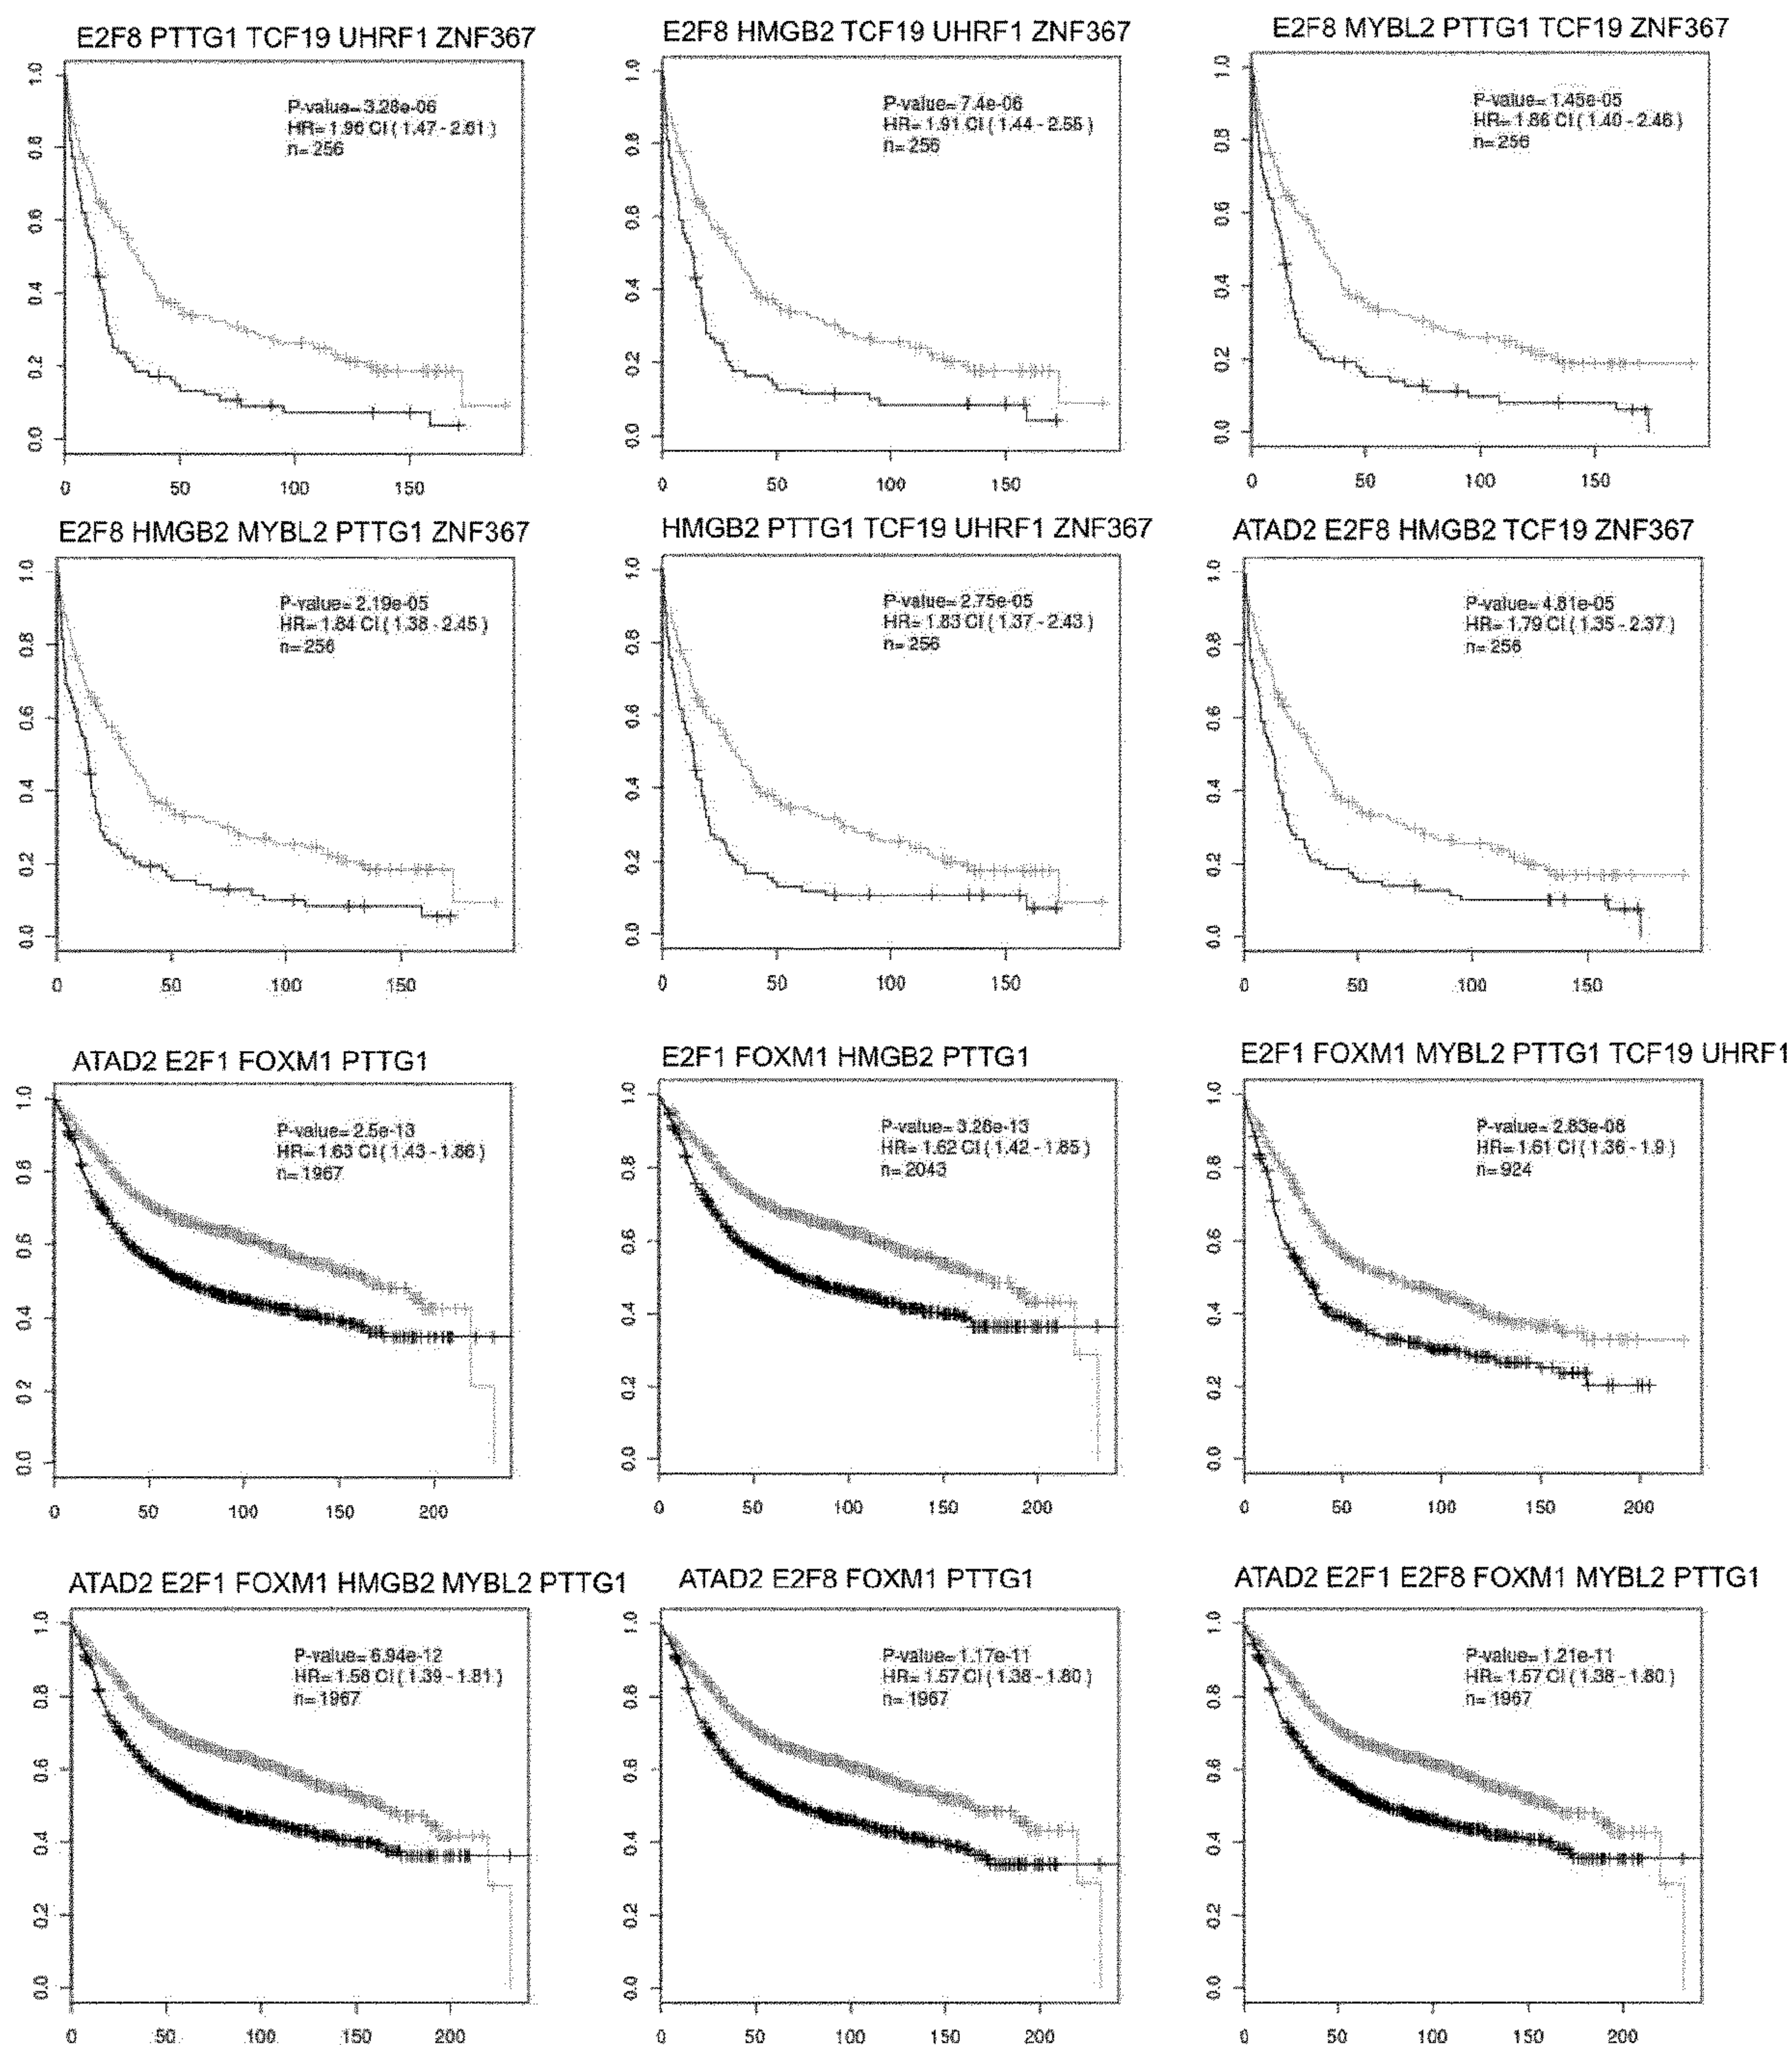 E2F8 PTTG1 TCF19 UHRF1 ZNF367
P-value= 3.28e-06
HR= 1.96 CI ( 1.47 - 2.61 )
n= 256
1.0
0.8
0.6
0.4
0.2
0.0
0 50 100 150
E2F8 HMGB2 TCF19 UHRF1 ZNF367
P-value= 7.4e-06
HR= 1.91 CI ( 1.44 - 2.55 )
n= 256
1.0
0.8
0.6
0.4
0.2
0.0
0 50 100 150
E2F8 MYBL2 PTTG1 TCF19 ZNF367
P-value= 1.45e-05
HR= 1.86 CI ( 1.40 - 2.46 )
n= 256
1.0
0.8
0.6
0.4
0.2
0.0
0 50 100 150
E2F8 HMGB2 MYBL2 PTTG1 ZNF367
P-value= 2.19e-05
HR= 1.84 CI ( 1.38 - 2.45 )
n= 256
1.0
0.8
0.6
0.4
0.2
0.0
0 50 100 150
HMGB2 PTTG1 TCF19 UHRF1 ZNF367
P-value= 2.75e-05
HR= 1.83 CI ( 1.37 - 2.43 )
n= 256
1.0
0.8
0.6
0.4
0.2
0.0
0 50 100 150
ATAD2 E2F8 HMGB2 TCF19 ZNF367
P-value= 4.81e-05
HR= 1.79 CI ( 1.35 - 2.37 )
n= 256
1.0
0.8
0.6
0.4
0.2
0.0
0 50 100 150
ATAD2 E2F1 FOXM1 PTTG1
P-value= 2.5e-13
HR= 1.63 CI ( 1.43 - 1.86 )
n= 1967
1.0
0.8
0.6
0.4
0.2
0.0
0 50 100 150 200
E2F1 FOXM1 HMGB2 PTTG1
P-value= 3.28e-13
HR= 1.62 CI ( 1.42 - 1.85 )
n= 2043
1.0
0.8
0.6
0.4
0.2
0.0
0 50 100 150 200
E2F1 FOXM1 MYBL2 PTTG1 TCF19 UHRF1
P-value= 2.83e-08
HR= 1.61 CI ( 1.36 - 1.9 )
n= 924
1.0
0.8
0.6
0.4
0.2
0.0
0 50 100 150 200
ATAD2 E2F1 FOXM1 HMGB2 MYBL2 PTTG1
P-value= 6.94e-12
HR= 1.58 CI ( 1.39 - 1.81 )
n= 1967
1.0
0.8
0.6
0.4
0.2
0.0
0 50 100 150 200
ATAD2 E2F8 FOXM1 PTTG1
P-value= 1.17e-11
HR= 1.57 CI ( 1.38 - 1.80 )
n= 1967
1.0
0.8
0.6
0.4
0.2
0.0
0 50 100 150 200
ATAD2 E2F1 E2F8 FOXM1 MYBL2 PTTG1
P-value= 1.21e-11
HR= 1.57 CI ( 1.38 - 1.80 )
n= 1967
1.0
0.8
0.6
0.4
0.2
0.0
0 50 100 150 200